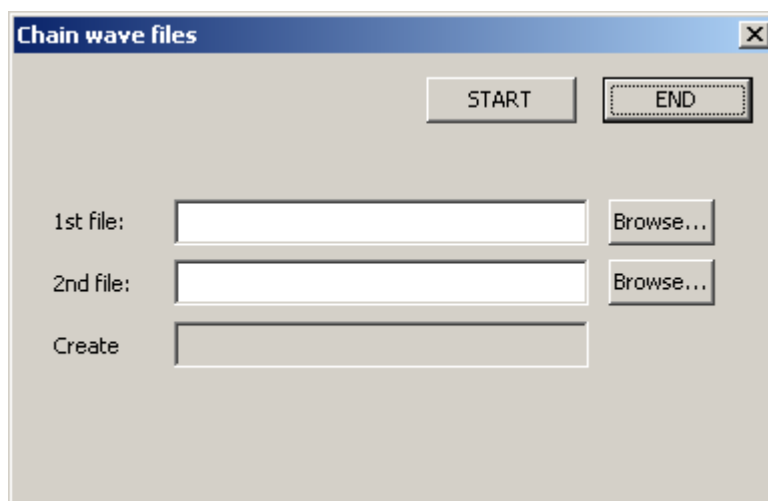 Chain wave files
START END
1st file: Browse...
2nd file: Browse...
Create